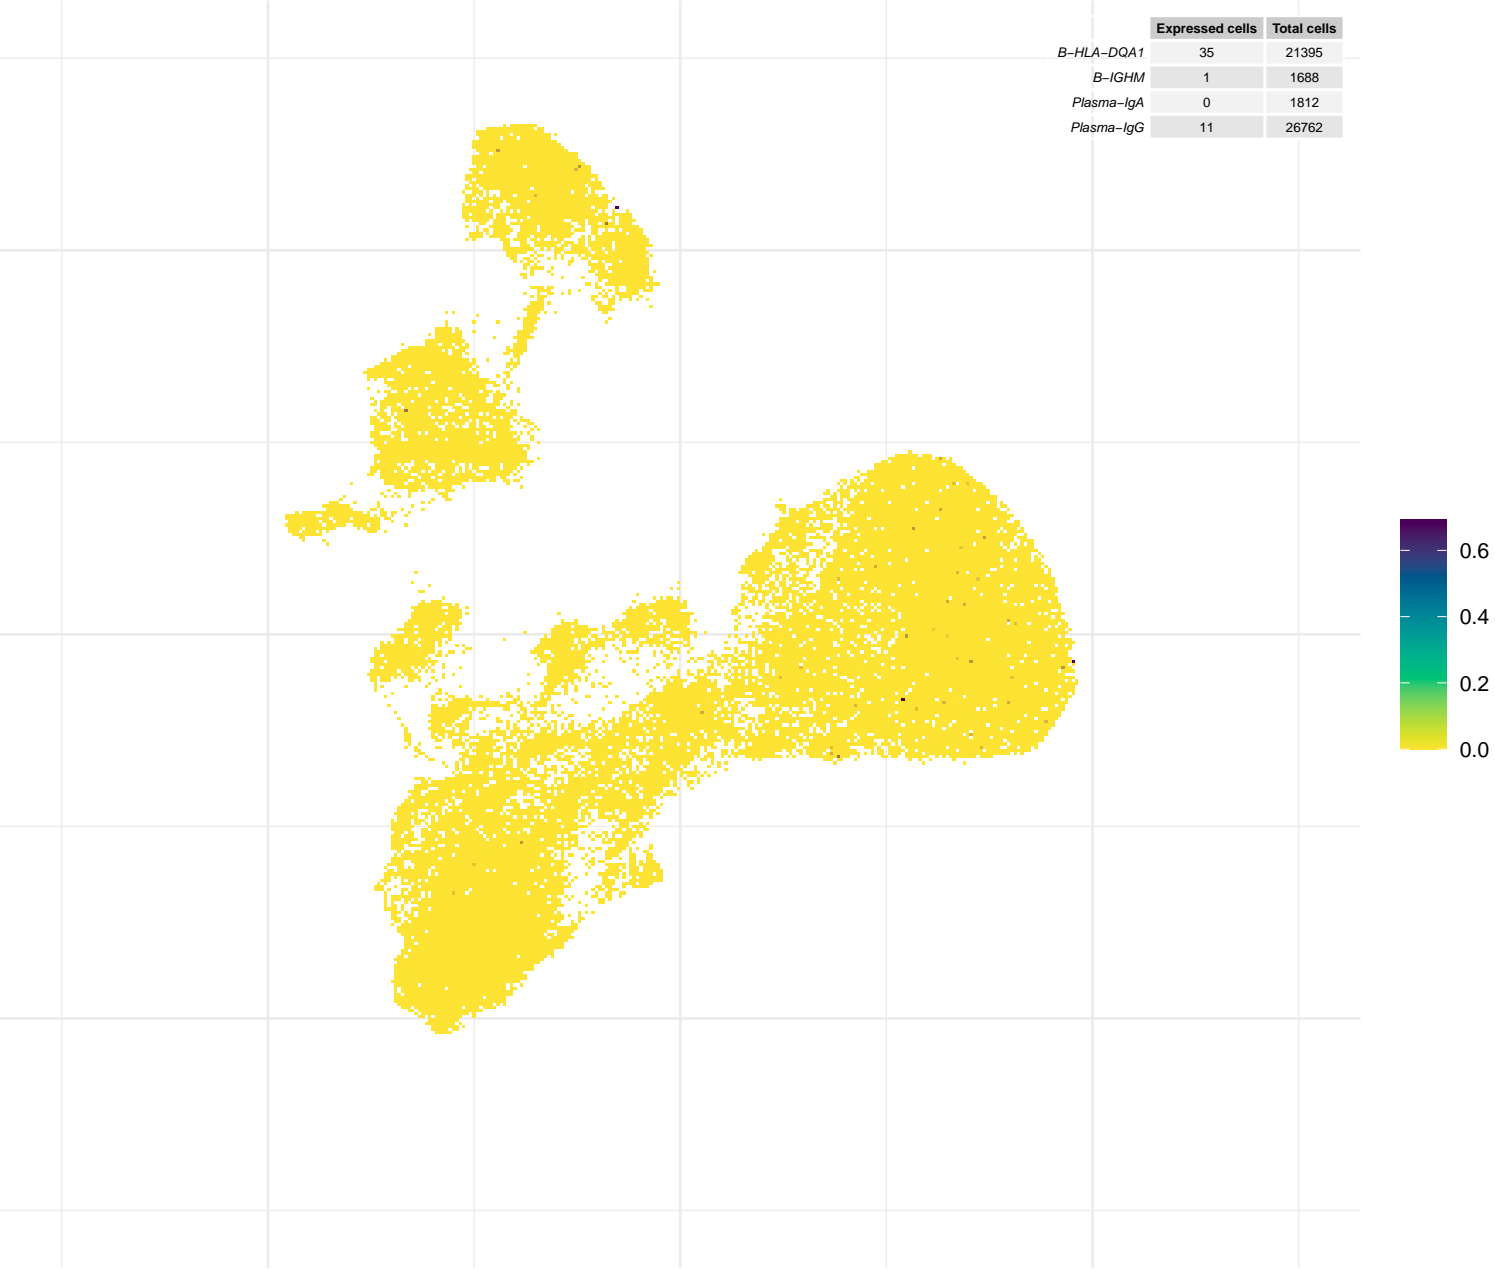 Expressed cells Total cells
B−HLA−DQA1 35 21395
B−IGHM 1 1688
Plasma−IgA 0 1812
Plasma−IgG 11 26762
0.6
0.4
0.2
0.0